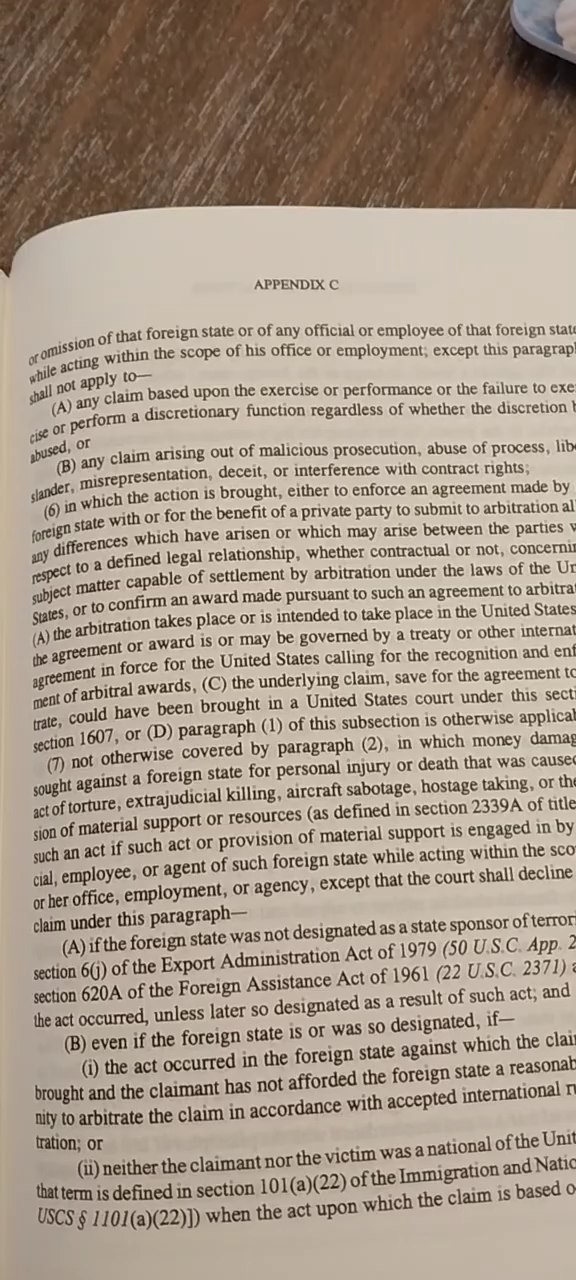 APPENDIX C
or omission of that foreign state or of any official or employee of that foreign state
while acting within the scope of his office or employment; except this paragraph
shall not apply to—
(A) any claim based upon the exercise or performance or the failure to exe
cise or perform a discretionary function regardless of whether the discretion b
abused, or
(B) any claim arising out of malicious prosecution, abuse of process, libe
slander, misrepresentation, deceit, or interference with contract rights;
(6) in which the action is brought, either to enforce an agreement made by
foreign state with or for the benefit of a private party to submit to arbitration al
any differences which have arisen or which may arise between the parties w
respect to a defined legal relationship, whether contractual or not, concernin
subject matter capable of settlement by arbitration under the laws of the Un
States, or to confirm an award made pursuant to such an agreement to arbitrat
(A) the arbitration takes place or is intended to take place in the United States
the agreement or award is or may be governed by a treaty or other internat
agreement in force for the United States calling for the recognition and enf
ment of arbitral awards, (C) the underlying claim, save for the agreement to
trate, could have been brought in a United States court under this secti
section 1607, or (D) paragraph (1) of this subsection is otherwise applicab
(7) not otherwise covered by paragraph (2), in which money damag
sought against a foreign state for personal injury or death that was caused
act of torture, extrajudicial killing, aircraft sabotage, hostage taking, or the
sion of material support or resources (as defined in section 2339A of title
such an act if such act or provision of material support is engaged in by
cial, employee, or agent of such foreign state while acting within the sco
or her office, employment, or agency, except that the court shall decline
claim under this paragraph—
(A) if the foreign state was not designated as a state sponsor of terrori
section 6(j) of the Export Administration Act of 1979 (50 U.S.C. App. 2
section 620A of the Foreign Assistance Act of 1961 (22 U.S.C. 2371) a
the act occurred, unless later so designated as a result of such act; and
(B) even if the foreign state is or was so designated, if—
(i) the act occurred in the foreign state against which the clai
brought and the claimant has not afforded the foreign state a reasonab
nity to arbitrate the claim in accordance with accepted international ru
tration; or
(ii) neither the claimant nor the victim was a national of the Unit
that term is defined in section 101(a)(22) of the Immigration and Natio
USCS § 1101(a)(22)]) when the act upon which the claim is based o